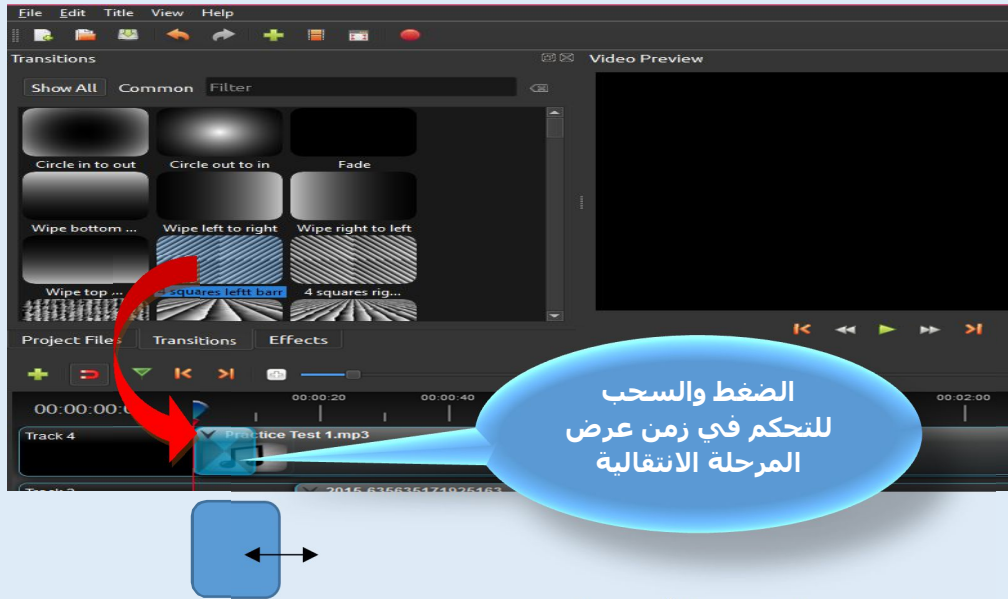 File Edit Title View Help
Transitions
Video Preview
Show All Common Filter
Circle in to out Circle out to in Fade
Wipe bottom ... Wipe left to right Wipe right to left
Wipe top ... squares leftt barr 4 squares rig...
Project Files Transitions Effects
00:00:00: 00:00:20 00:00:40 00:02:00
Track 4 Practice Test 1.mp3
الضغط والسحب
للتحكم في زمن عرض
المرحلة الانتقالية